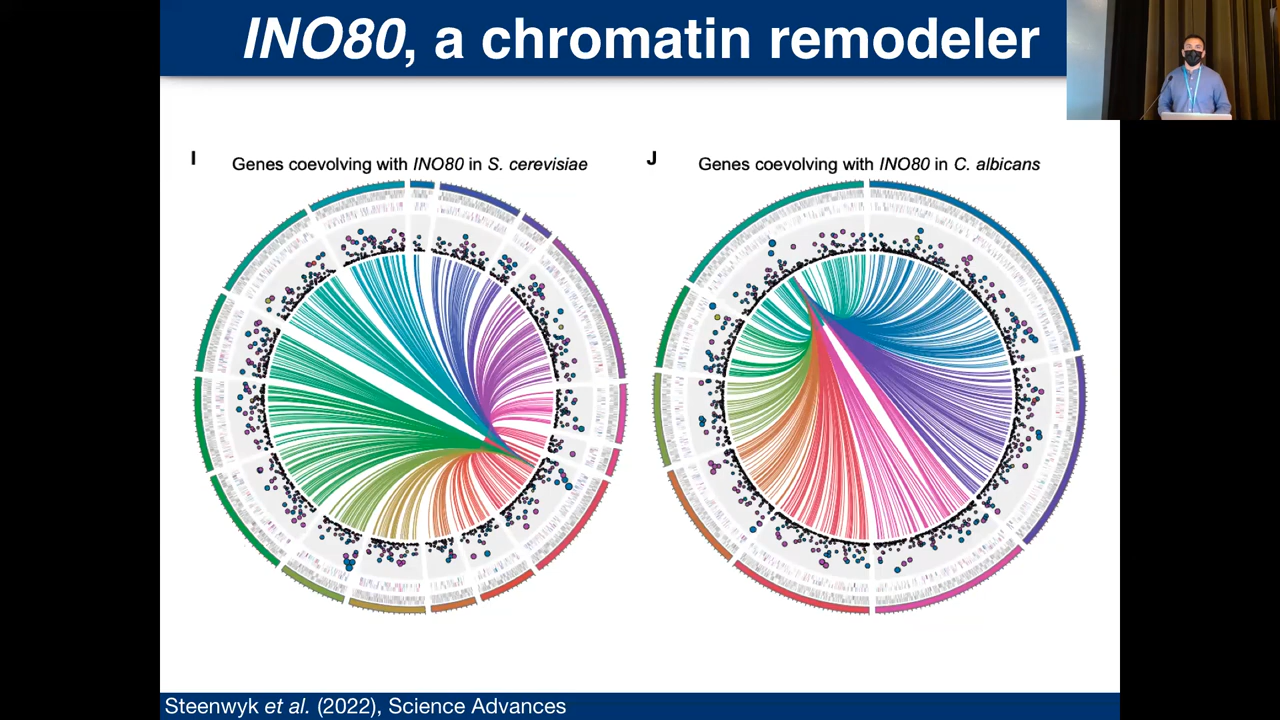 INO80, a chromatin remodeler
I
Genes coevolving with INO80 in S. cerevisiae
J
Genes coevolving with INO80 in C. albicans
Steenwyk et al. (2022), Science Advances